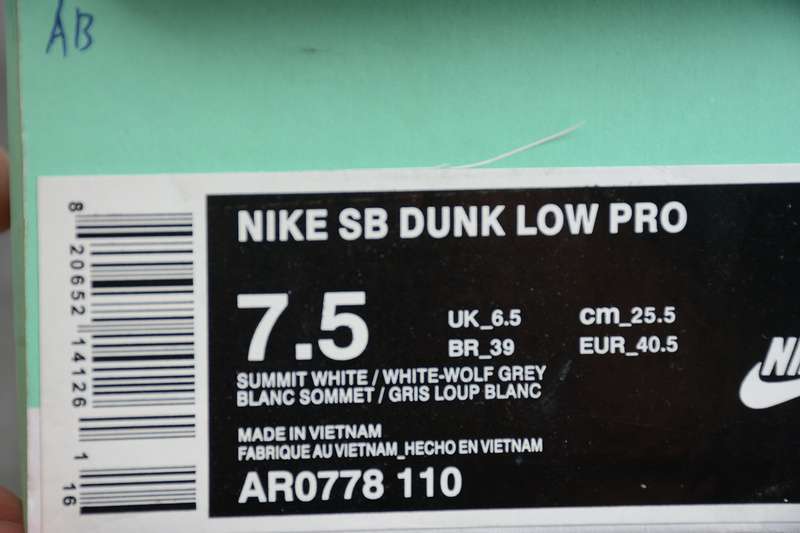 AB
8 20652 14126 1
16
NIKE SB DUNK LOW PRO
7.5
UK_6.5
cm_25.5
BR_39
EUR_40.5
SUMMIT WHITE / WHITE-WOLF GREY
BLANC SOMMET / GRIS LOUP BLANC
MADE IN VIETNAM
FABRIQUE AU VIETNAM_HECHO EN VIETNAM
AR0778 110